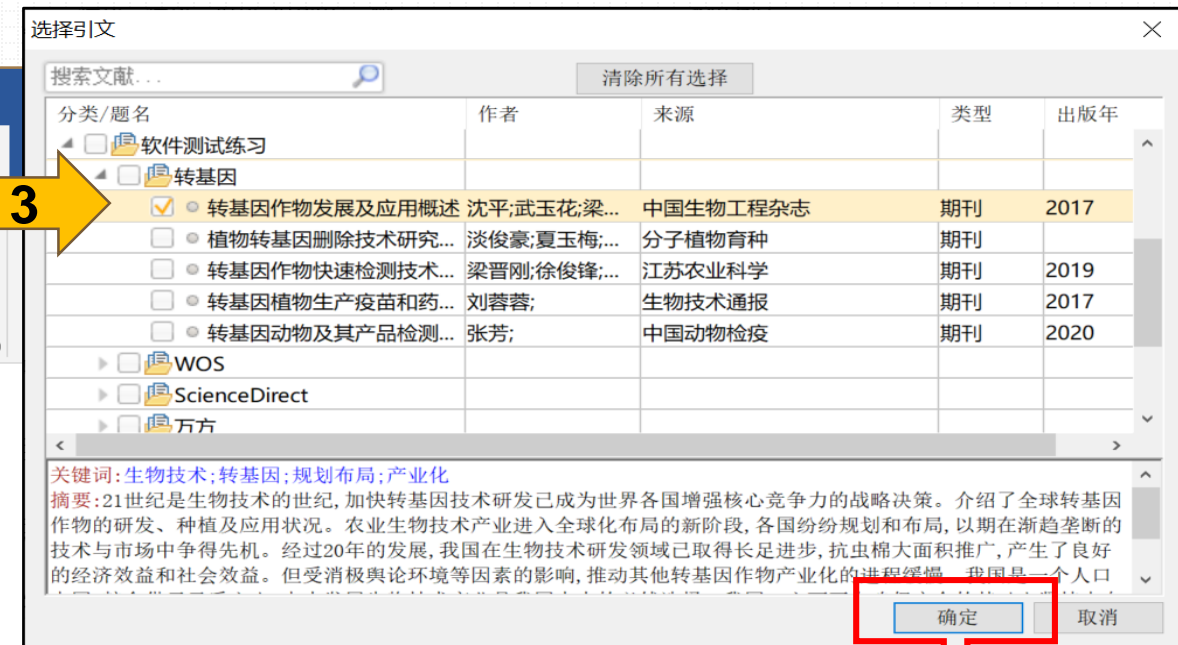 选择引文
搜索文献...
清除所有选择
分类/题名 作者 来源 类型 出版年
软件测试练习
转基因
3
转基因作物发展及应用概述 沈平;武玉花;梁... 中国生物工程杂志 期刊 2017
植物转基因删除技术研究... 淡俊豪;夏玉梅;... 分子植物育种 期刊
转基因作物快速检测技术... 梁晋刚;徐俊锋;... 江苏农业科学 期刊 2019
转基因植物生产疫苗和药... 刘蓉蓉; 生物技术通报 期刊 2017
转基因动物及其产品检测... 张芳; 中国动物检疫 期刊 2020
WOS
ScienceDirect
万方
关键词:生物技术;转基因;规划布局;产业化
摘要:21世纪是生物技术的世纪,加快转基因技术研发已成为世界各国增强核心竞争力的战略决策。介绍了全球转基因
作物的研发、种植及应用状况。农业生物技术产业进入全球化布局的新阶段,各国纷纷规划和布局,以期在渐趋垄断的
技术与市场中争得先机。经过20年的发展,我国在生物技术研发领域已取得长足进步,抗虫棉大面积推广,产生了良好
的经济效益和社会效益。但受消极舆论环境等因素的影响,推动其他转基因作物产业化的进程缓慢。我国是一个人口
确定 取消